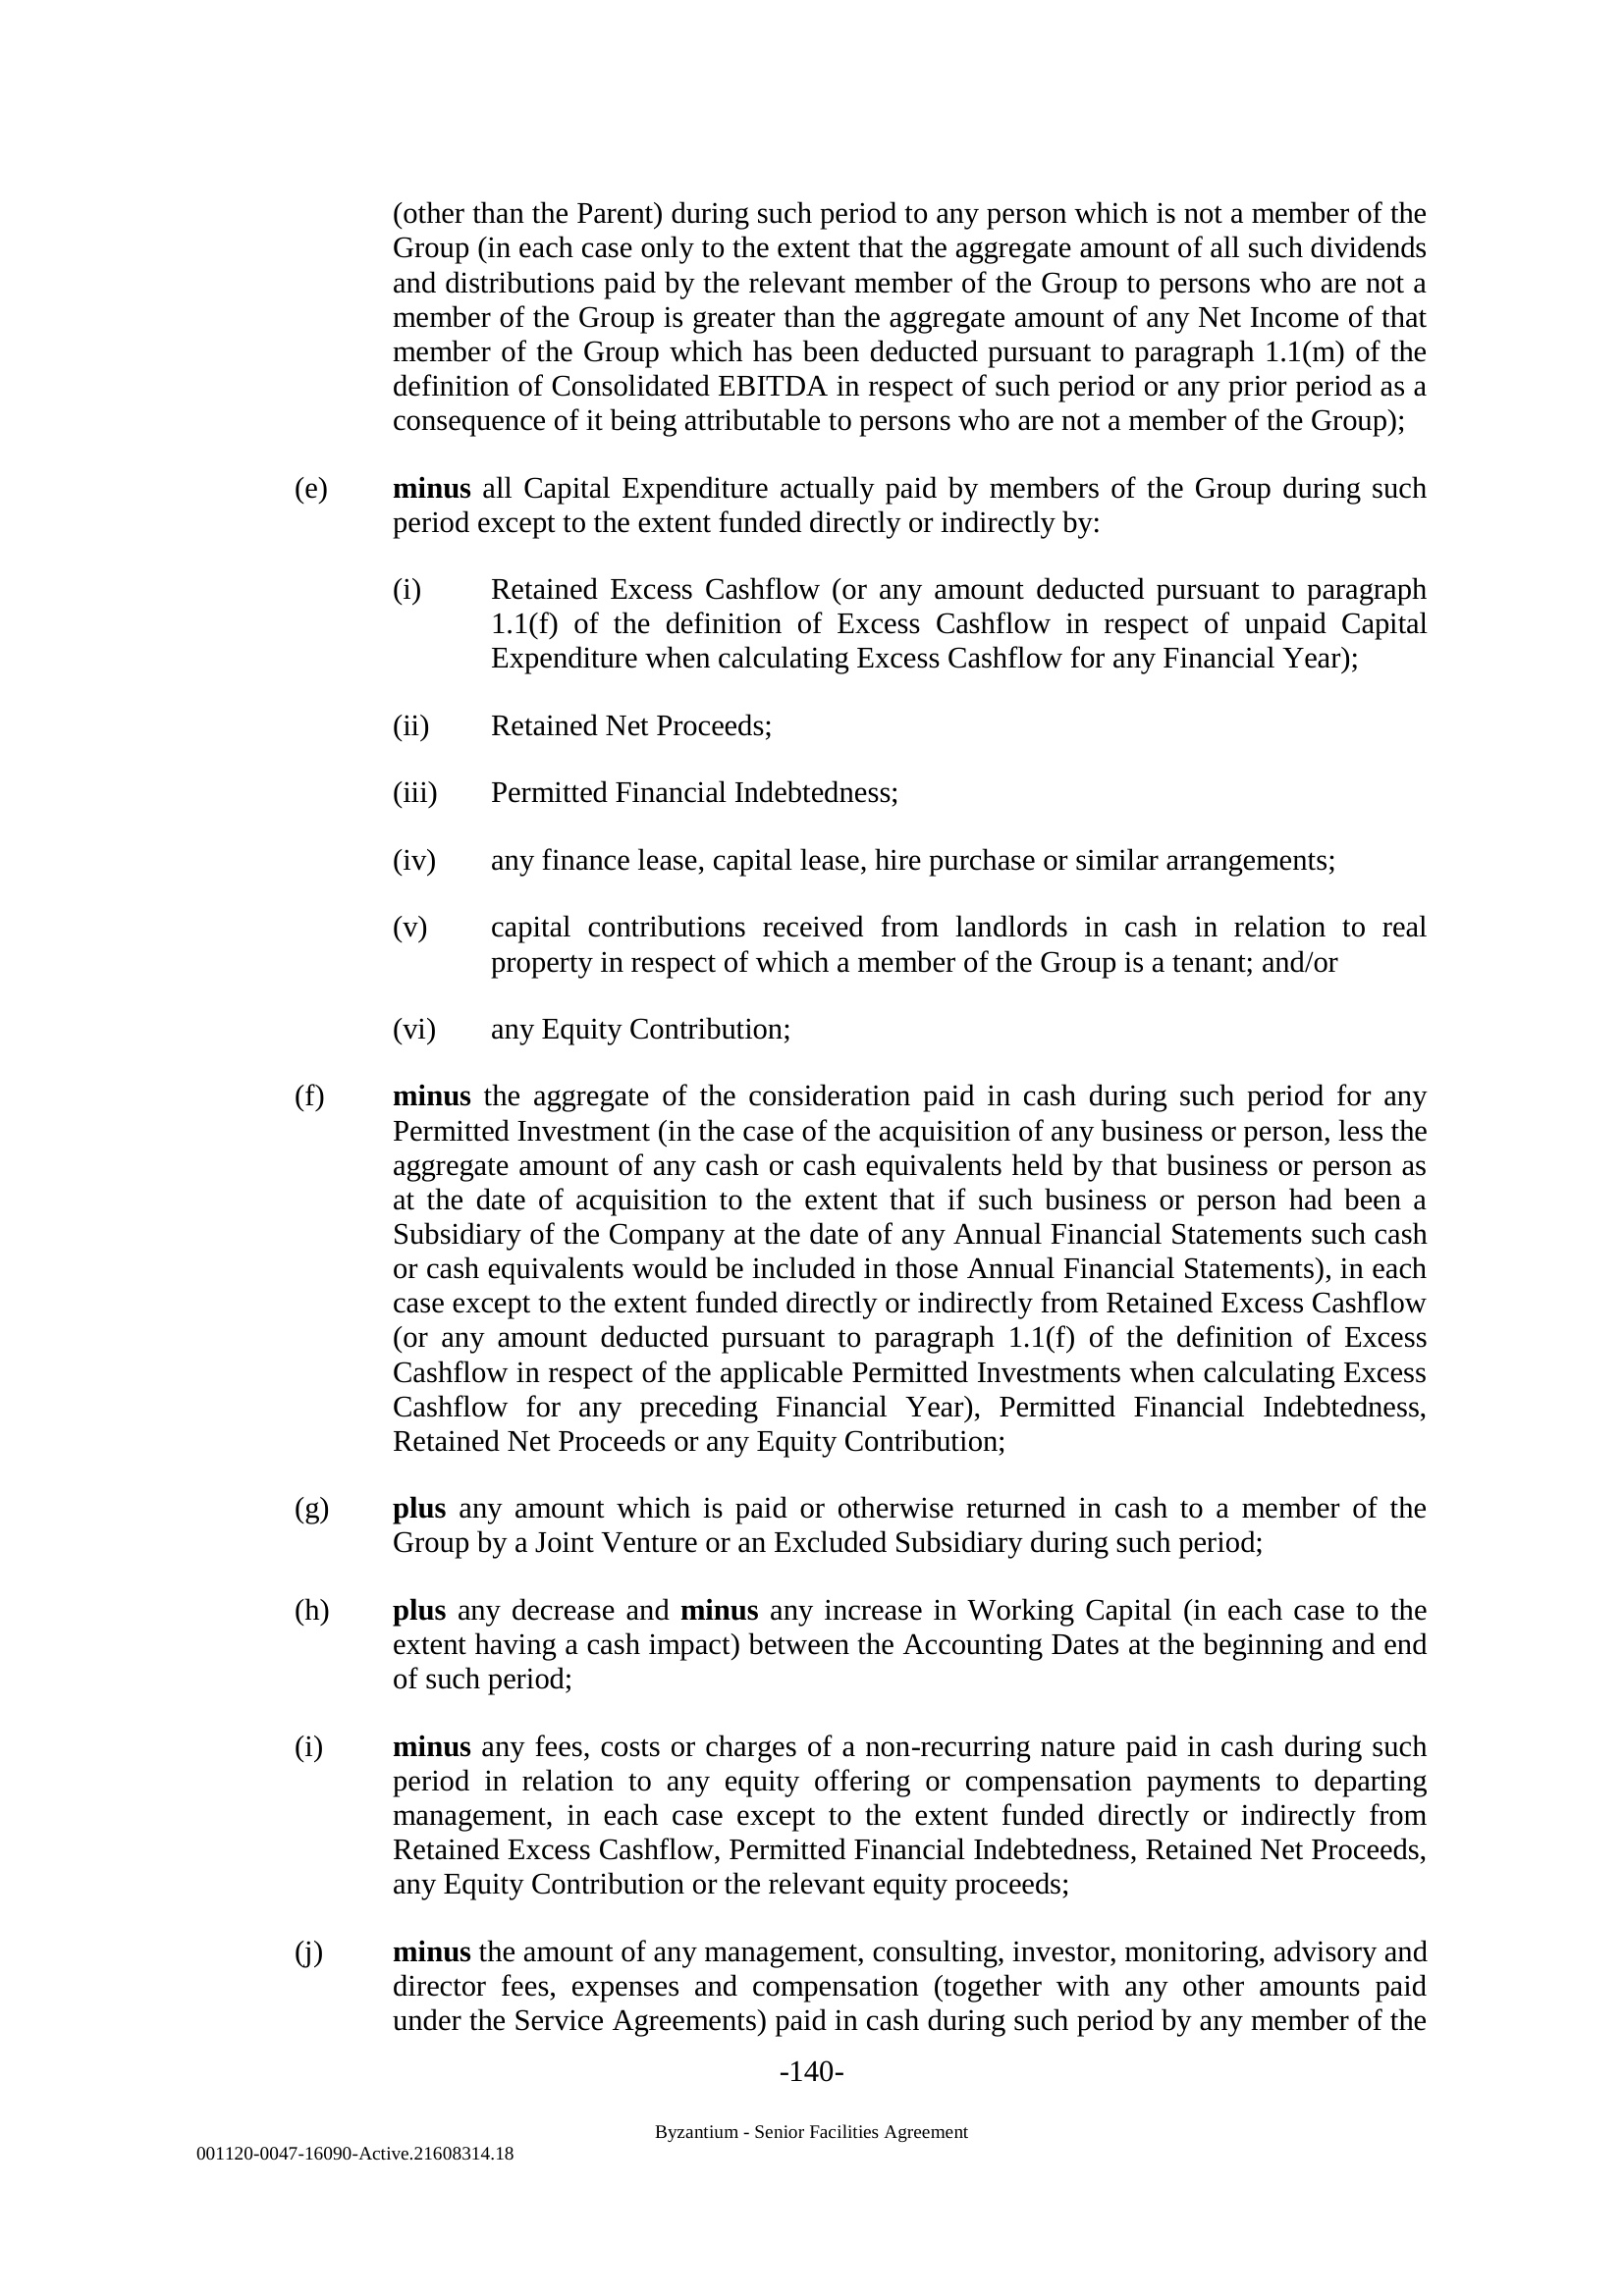 (other than the Parent) during such period to any person which is not a member of the
Group (in each case only to the extent that the aggregate amount of all such dividends
and distributions paid by the relevant member of the Group to persons who are not a
member of the Group is greater than the aggregate amount of any Net Income of that
member of the Group which has been deducted pursuant to paragraph 1.1(m) of the
definition of Consolidated EBITDA in respect of such period or any prior period as a
consequence of it being attributable to persons who are not a member of the Group);
(e) minus all Capital Expenditure actually paid by members of the Group during such
period except to the extent funded directly or indirectly by:
(i) Retained Excess Cashflow (or any amount deducted pursuant to paragraph
1.1(f) of the definition of Excess Cashflow in respect of unpaid Capital
Expenditure when calculating Excess Cashflow for any Financial Year);
(ii) Retained Net Proceeds;
(iii) Permitted Financial Indebtedness;
(iv) any finance lease, capital lease, hire purchase or similar arrangements;
(v) capital contributions received from landlords in cash in relation to real
property in respect of which a member of the Group is a tenant; and/or
(vi) any Equity Contribution;
(f) minus the aggregate of the consideration paid in cash during such period for any
Permitted Investment (in the case of the acquisition of any business or person, less the
aggregate amount of any cash or cash equivalents held by that business or person as
at the date of acquisition to the extent that if such business or person had been a
Subsidiary of the Company at the date of any Annual Financial Statements such cash
or cash equivalents would be included in those Annual Financial Statements), in each
case except to the extent funded directly or indirectly from Retained Excess Cashflow
(or any amount deducted pursuant to paragraph 1.1(f) of the definition of Excess
Cashflow in respect of the applicable Permitted Investments when calculating Excess
Cashflow for any preceding Financial Year), Permitted Financial Indebtedness,
Retained Net Proceeds or any Equity Contribution;
(g) plus any amount which is paid or otherwise returned in cash to a member of the
Group by a Joint Venture or an Excluded Subsidiary during such period;
(h) plus any decrease and minus any increase in Working Capital (in each case to the
extent having a cash impact) between the Accounting Dates at the beginning and end
of such period;
(i) minus any fees, costs or charges of a non-recurring nature paid in cash during such
period in relation to any equity offering or compensation payments to departing
management, in each case except to the extent funded directly or indirectly from
Retained Excess Cashflow, Permitted Financial Indebtedness, Retained Net Proceeds,
any Equity Contribution or the relevant equity proceeds;
(j) minus the amount of any management, consulting, investor, monitoring, advisory and
director fees, expenses and compensation (together with any other amounts paid
under the Service Agreements) paid in cash during such period by any member of the
-140-
Byzantium - Senior Facilities Agreement
001120-0047-16090-Active.21608314.18